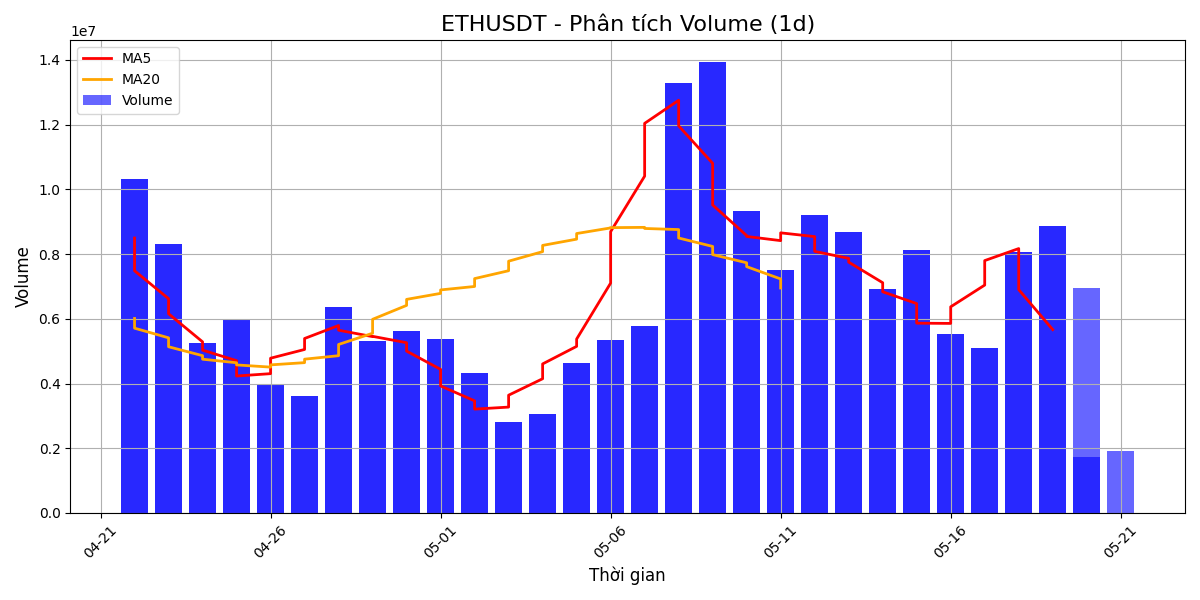 ETHUSDT - Phân tích Volume (1d)
1e7
MA5
MA20
Volume
1.4
1.2
1.0
0.8
0.6
0.4
0.2
0.0
Volume
04-21
04-26
05-01
05-06
05-11
05-16
05-21
Thời gian